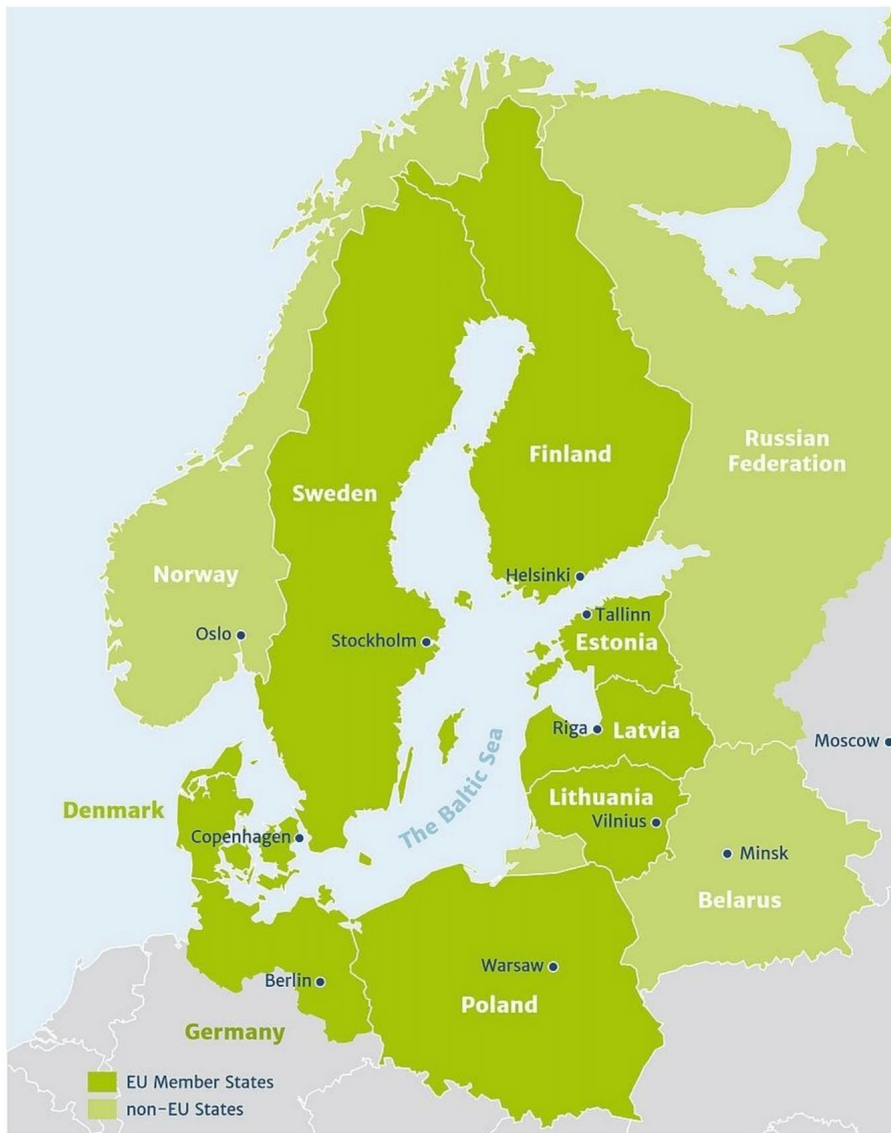 Finland
Russian
Federation
Sweden
Norway
Helsinki
Oslo
Stockholm
Tallinn
Estonia
Riga
Latvia
Moscow
The Baltic Sea
Denmark
Lithuania
Vilnius
Copenhagen
Minsk
Belarus
Warsaw
Berlin
Poland
Germany
EU Member States
non-EU States